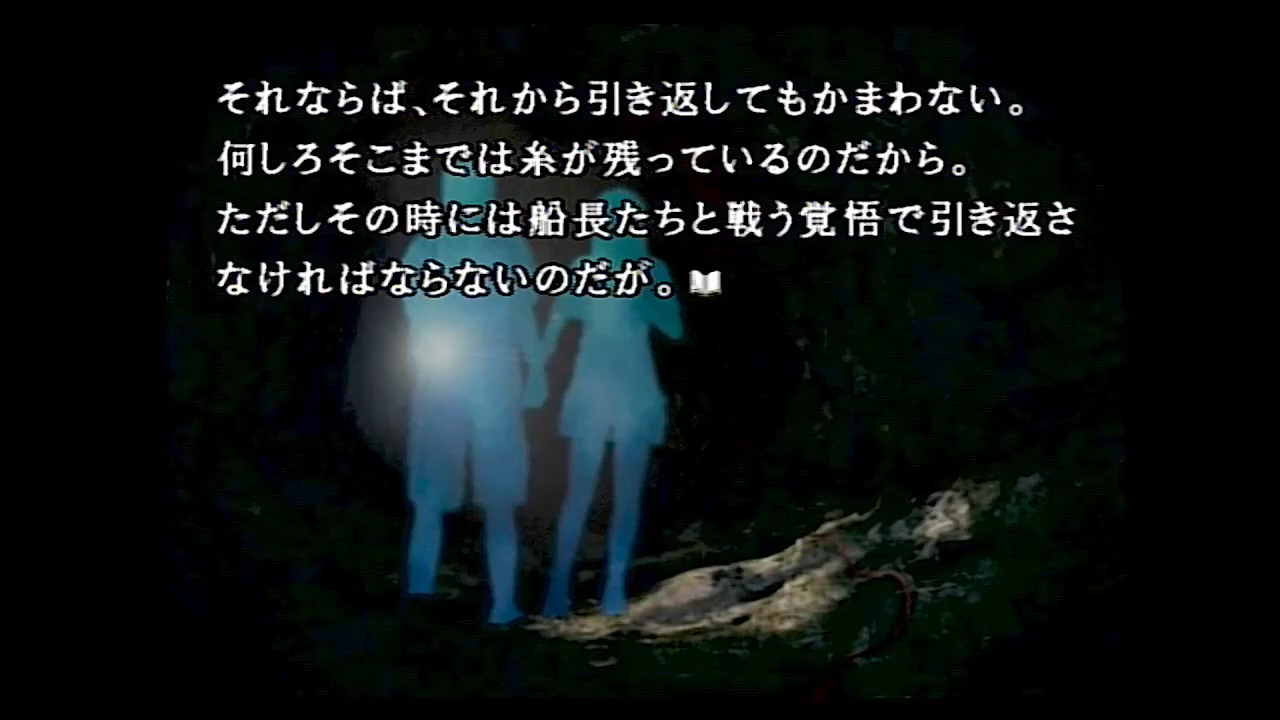 それならば、それから引き返してもかまわない。
何しろそこまでは糸が残っているのだから。
ただしその時には船長たちと戦う覚悟で引き返さ
なければならないのだが。